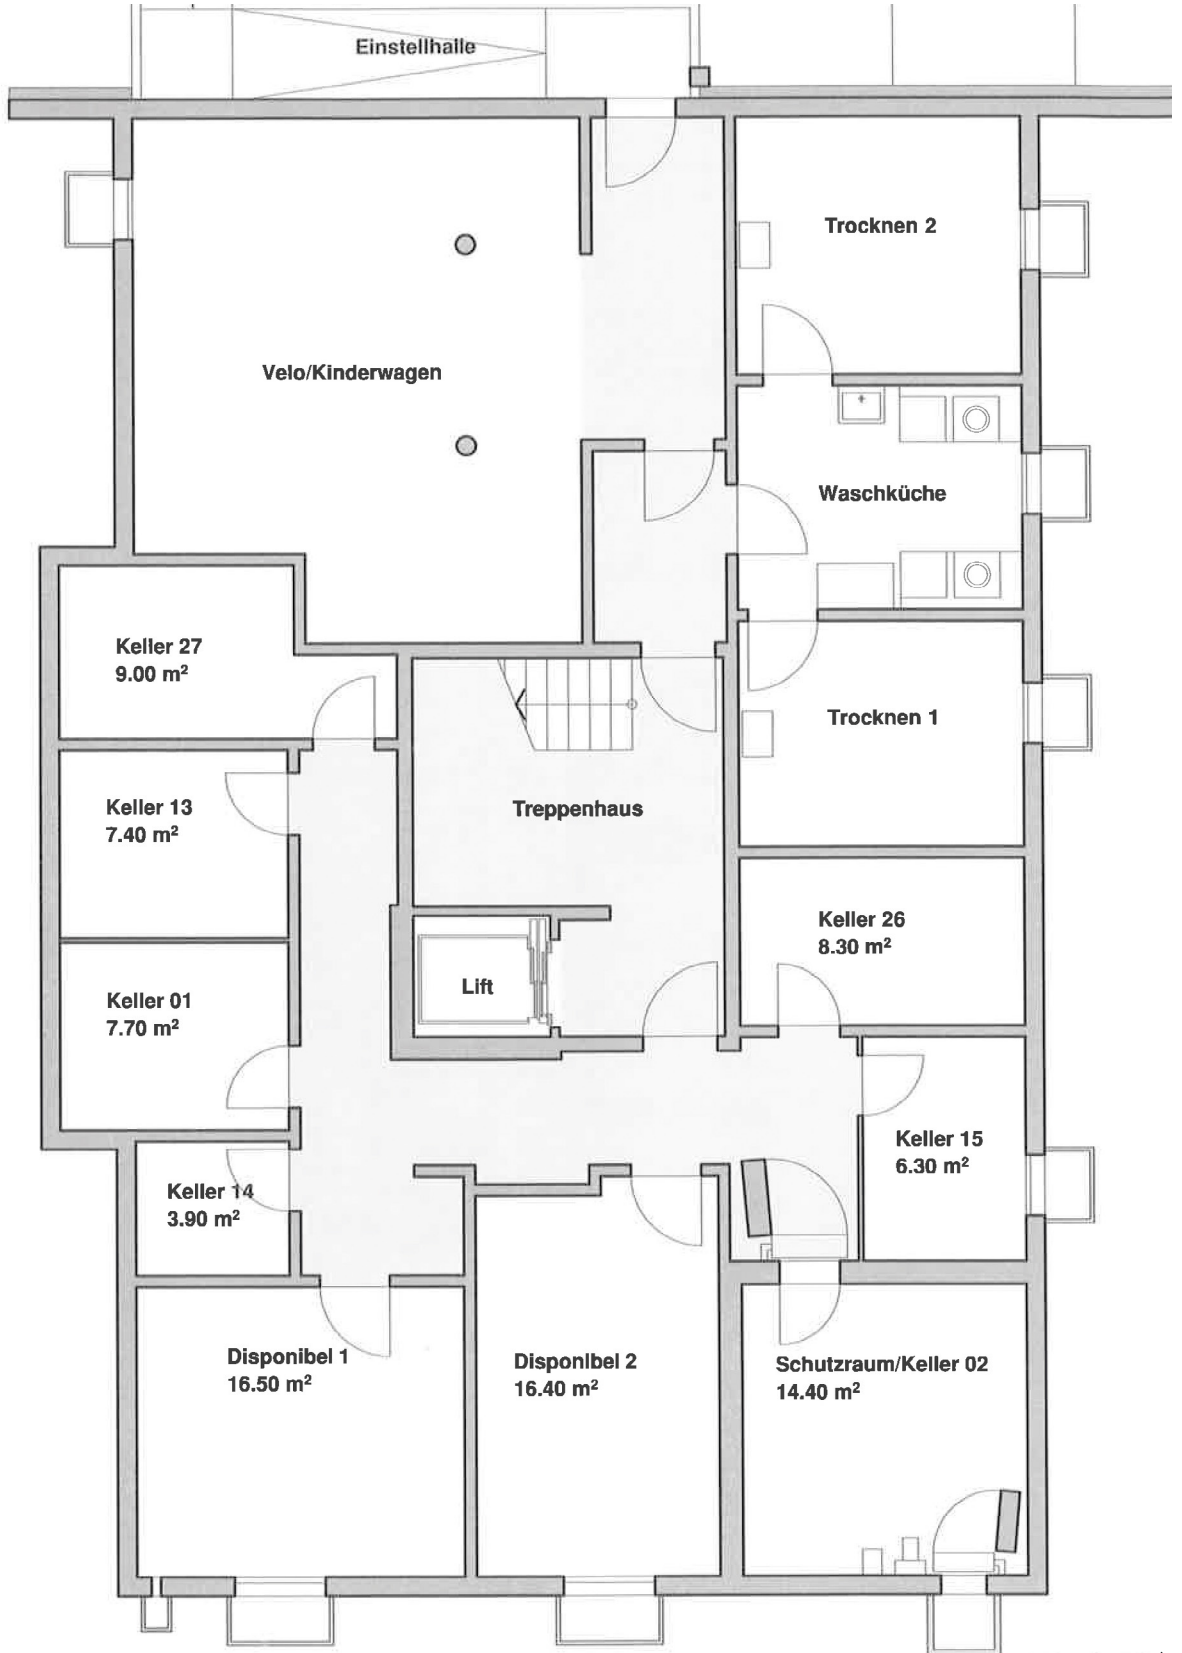 Einstellhalle
Trocknen 2
Velo/Kinderwagen
Waschküche
Keller 27
9.00 m²
Trocknen 1
Keller 13
7.40 m²
Treppenhaus
Keller 26
8.30 m²
Lift
Keller 01
7.70 m²
Keller 15
6.30 m²
Keller 14
3.90 m²
Disponibel 1
16.50 m²
Disponibel 2
16.40 m²
Schutzraum/Keller 02
14.40 m²